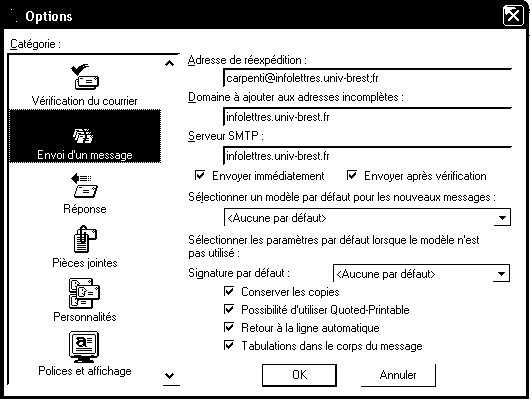 Options
Catégorie :
Vérification du courrier
Envoi d'un message
Réponse
Pièces jointes
Personnalités
Polices et affichage
Adresse de réexpédition :
carpenti@infolettres.univ-brest;fr
Domaine à ajouter aux adresses incomplètes :
infolettres.univ-brest.fr
Serveur SMTP :
infolettres.univ-brest.fr
Envoyer immédiatement
Envoyer après vérification
Sélectionner un modèle par défaut pour les nouveaux messages :
<Aucune par défaut>
Sélectionner les paramètres par défaut lorsque le modèle n'est
pas utilisé :
Signature par défaut :
<Aucune par défaut>
Conserver les copies
Possibilité d'utiliser Quoted-Printable
Retour à la ligne automatique
Tabulations dans le corps du message
OK
Annuler